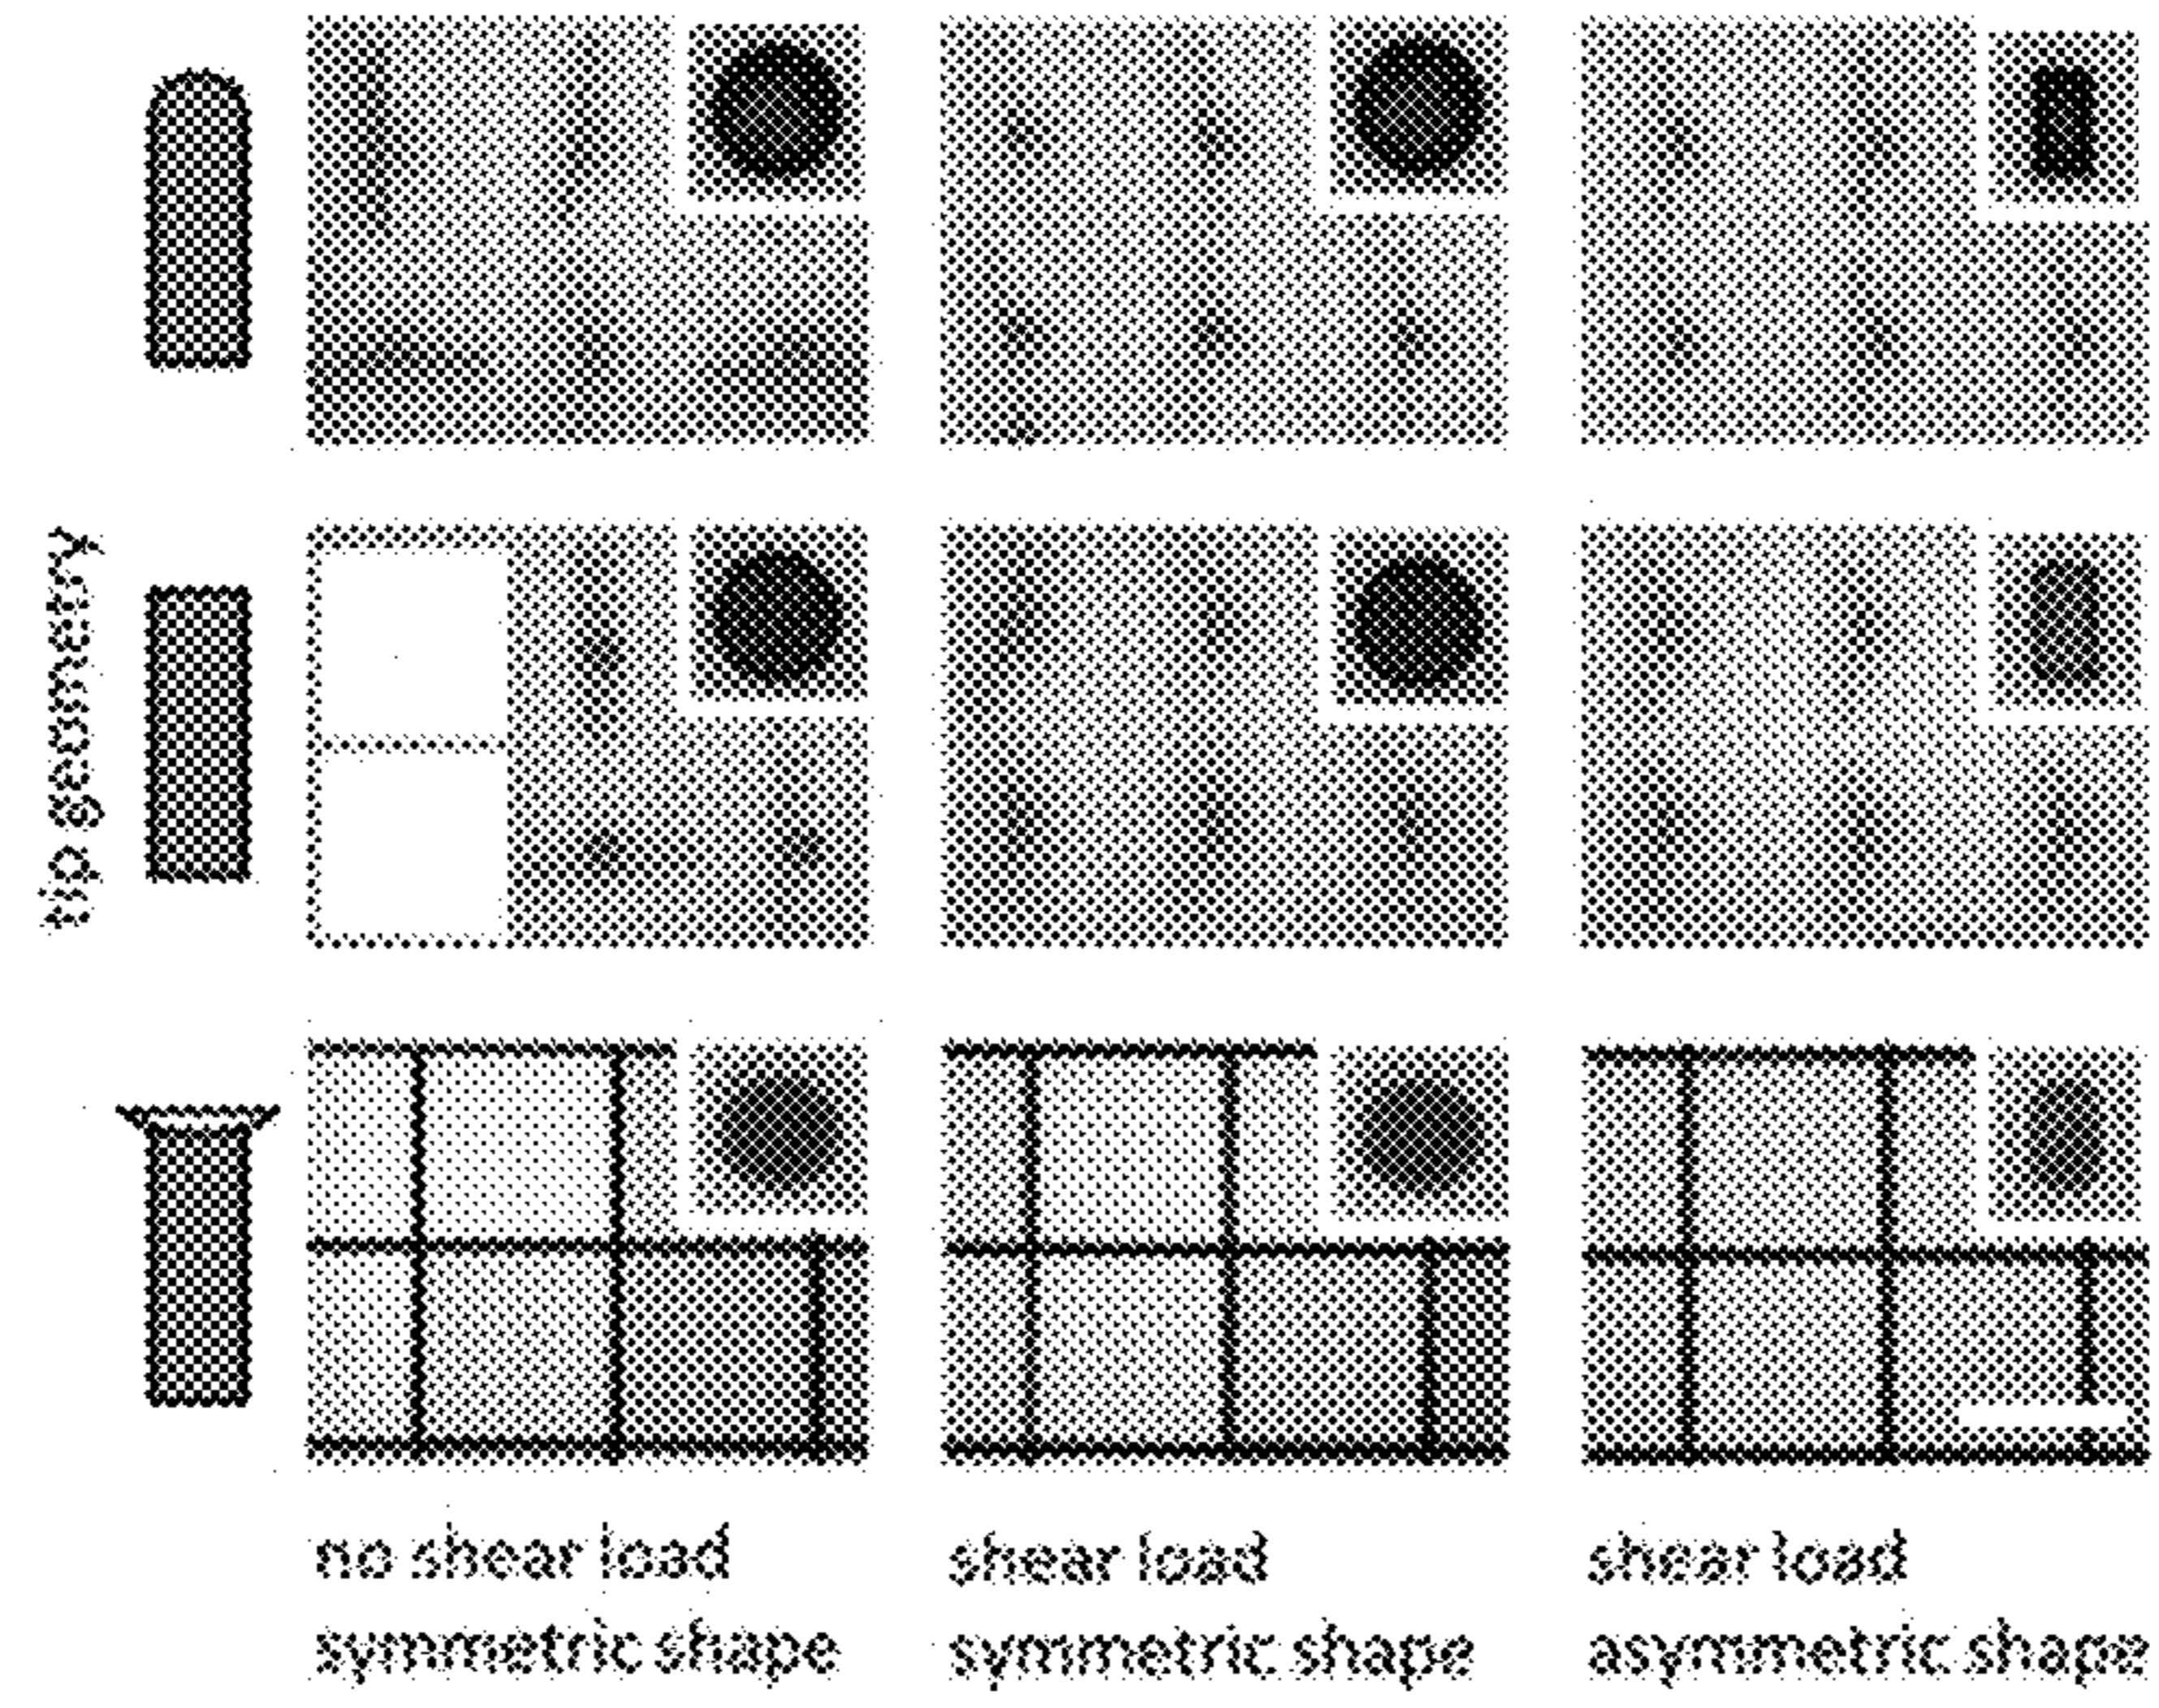 tip geometry
no shear load
symmetric shape
shear load
symmetric shape
shear load
asymmetric shape